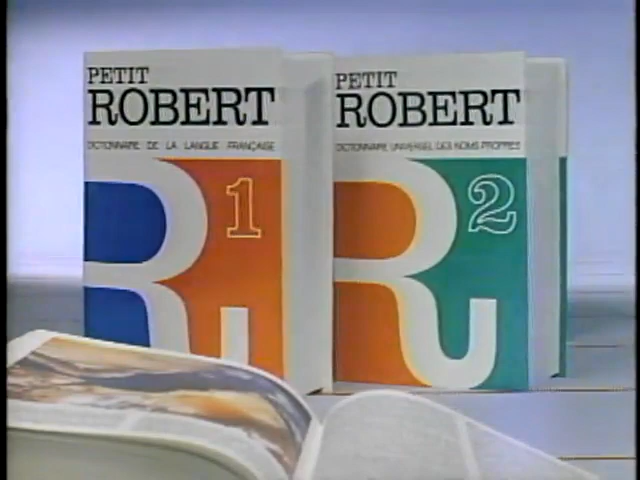 PETIT
ROBERT
DICTIONNAIRE DE LA LANGUE FRANÇAISE
R 1
PETIT
ROBERT
DICTIONNAIRE UNIVERSEL DES NOMS PROPRES
R 2